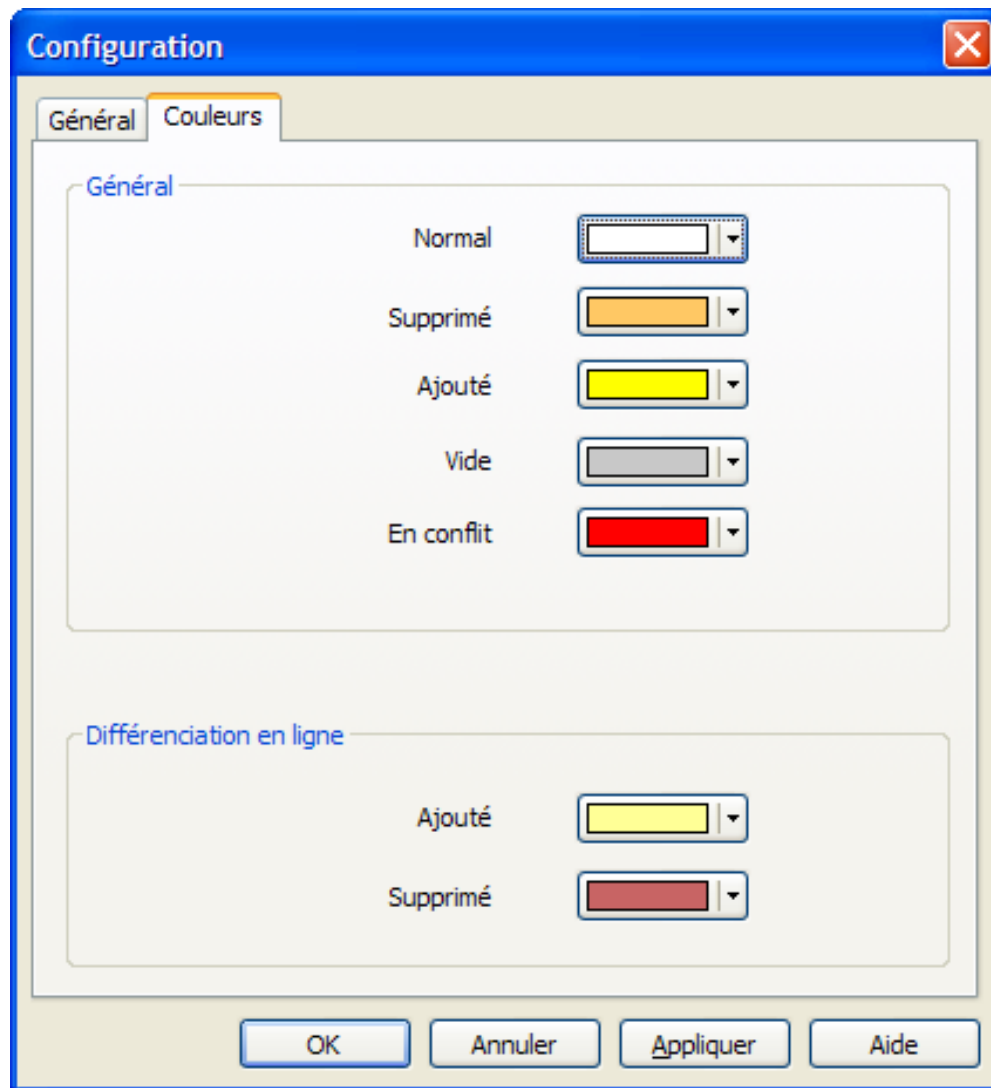 Configuration
Général Couleurs
Général
Normal
Supprimé
Ajouté
Vide
En conflit
Différenciation en ligne
Ajouté
Supprimé
OK Annuler Appliquer Aide